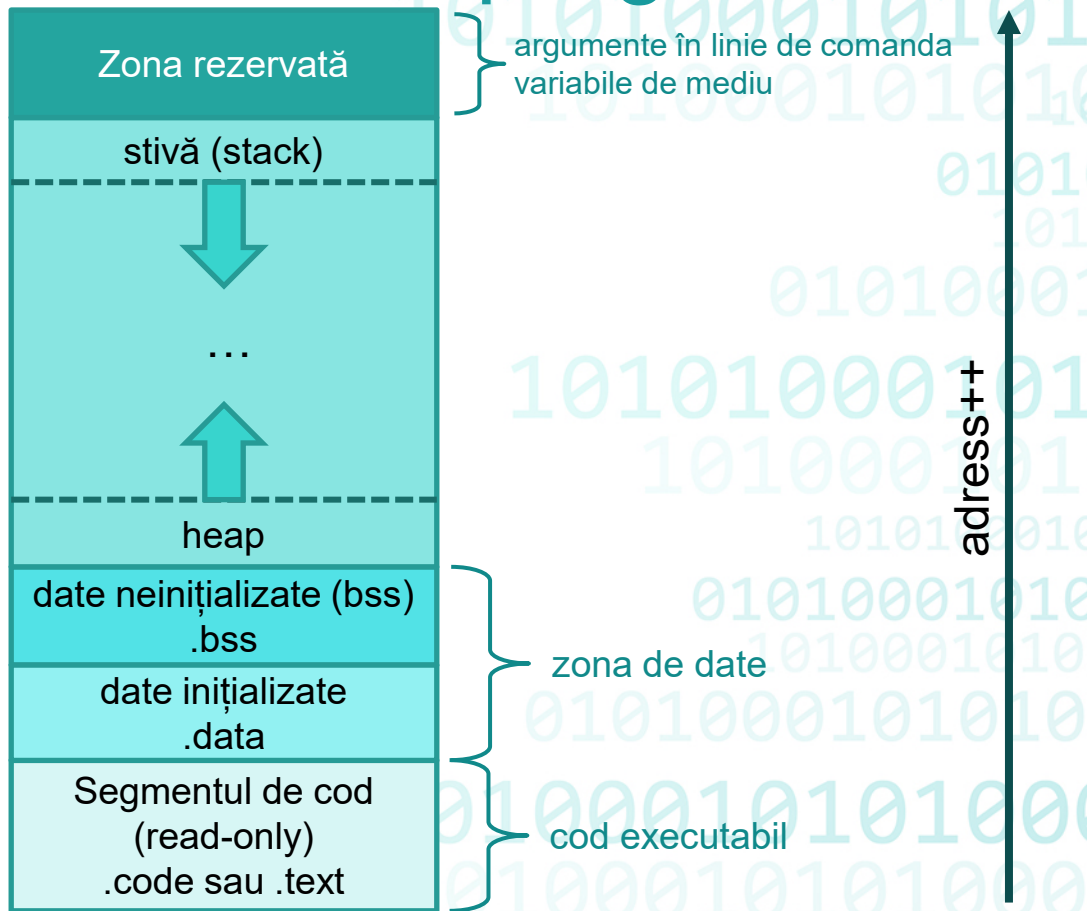 Zona rezervată
argumente în linie de comanda
variabile de mediu
stivă (stack)
...
heap
date neinițializate (bss)
.bss
date inițializate
.data
zona de date
Segmentul de cod
(read-only)
.code sau .text
cod executabil
adress++